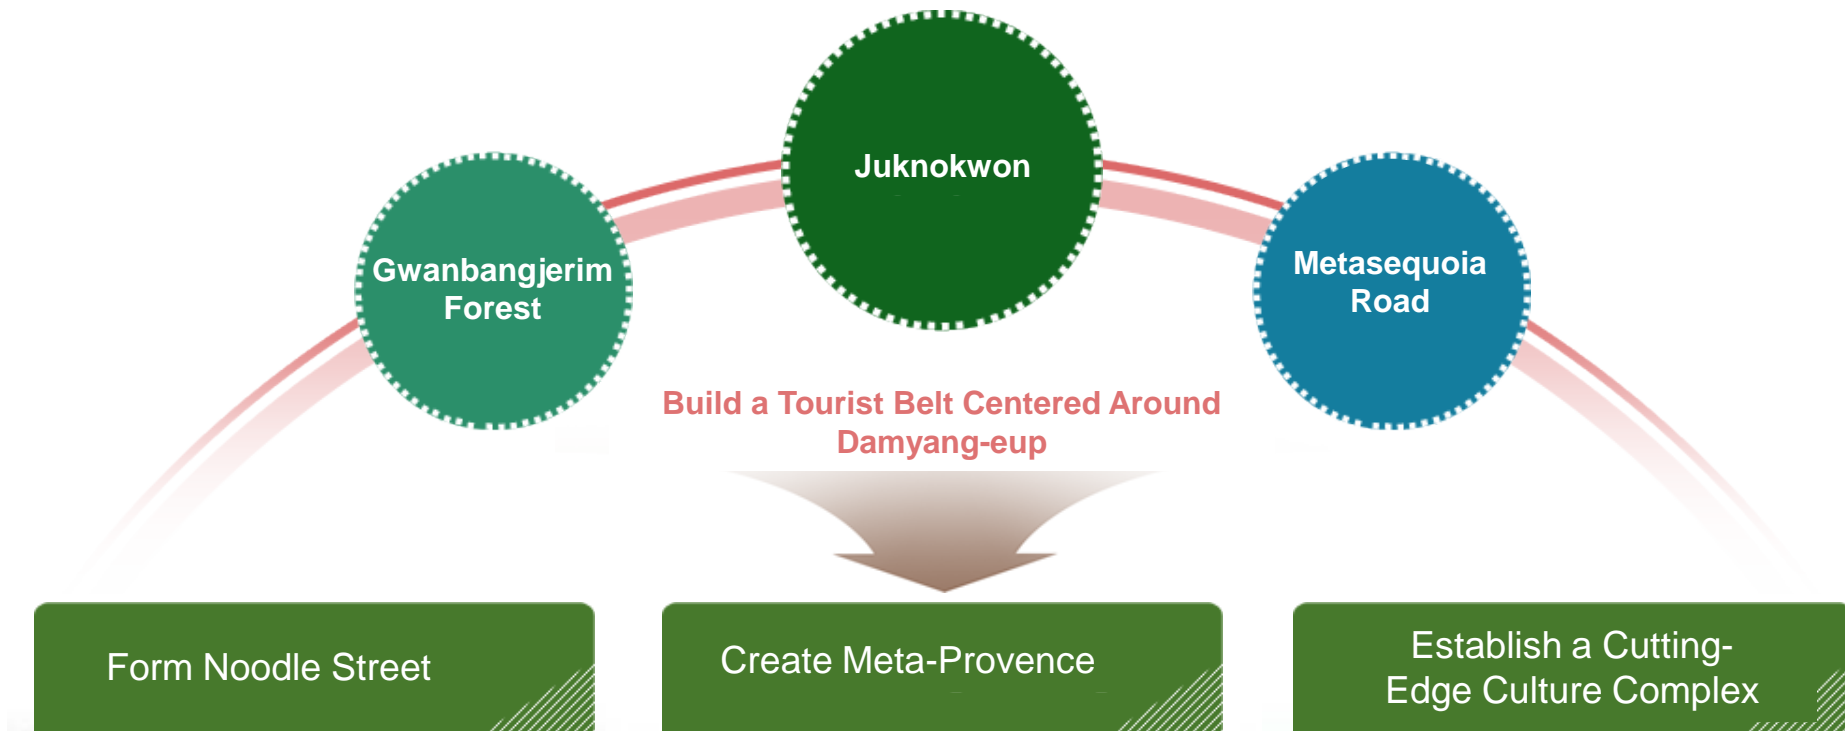 Juknokwon
Gwanbangjerim
Forest
Metasequoia
Road
Build a Tourist Belt Centered Around
Damyang-eup
Form Noodle Street
Create Meta-Provence
Establish a Cutting-
Edge Culture Complex